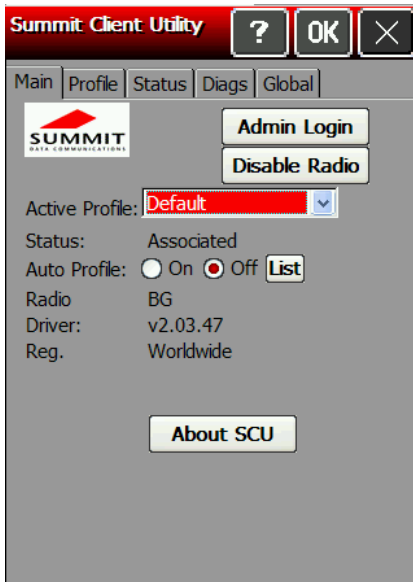 Summit Client Utility ? OK X
Main Profile Status Diags Global
SUMMIT
DATA COMMUNICATIONS
Admin Login
Disable Radio
Active Profile: Default
Status: Associated
Auto Profile: On Off List
Radio BG
Driver: v2.03.47
Reg. Worldwide
About SCU